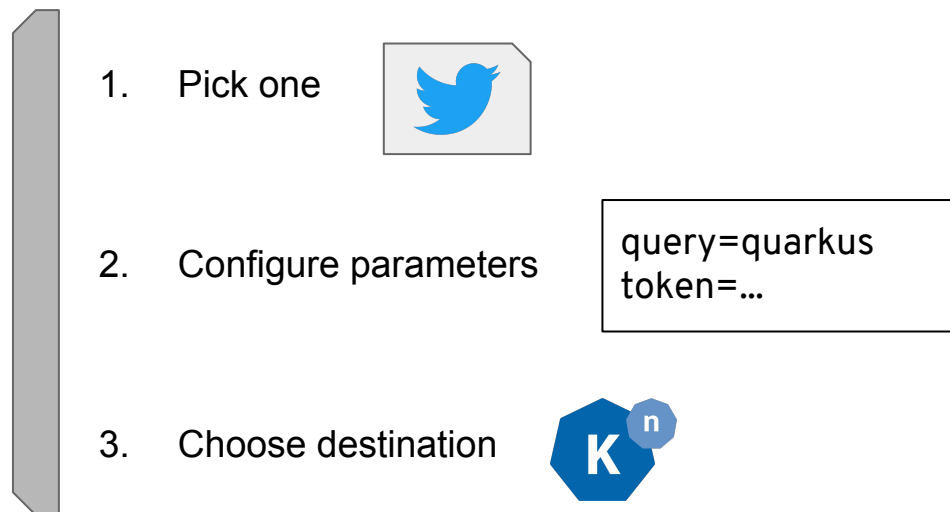 1. Pick one
2. Configure parameters
query=quarkus
token=…
3. Choose destination
K
n